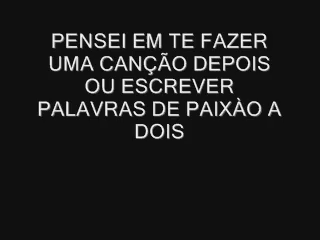 PENSEI EM TE FAZER
UMA CANÇÃO DEPOIS
OU ESCREVER
PALAVRAS DE PAIXÀO A
DOIS